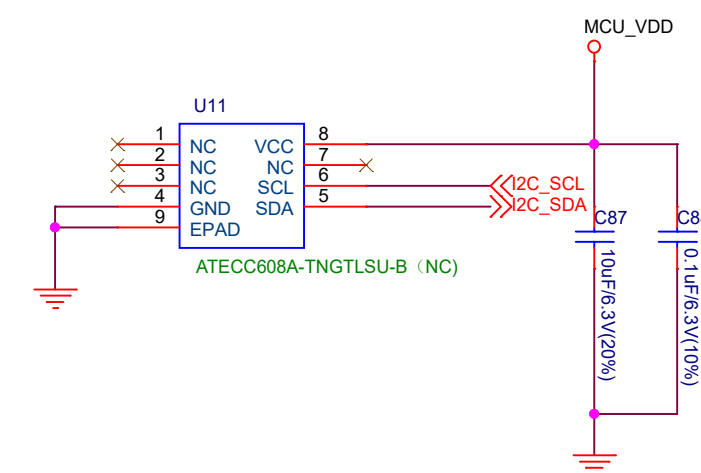 MCU_VDD
U11
1 NC VCC 8
2 NC NC 7
3 NC SCL 6 I2C_SCL
4 GND SDA 5 I2C_SDA
9 EPAD
ATECC608A-TNGTLSU-B（NC)
C87
10uF/6.3V(20%)
C8
0.1uF/6.3V(10%)